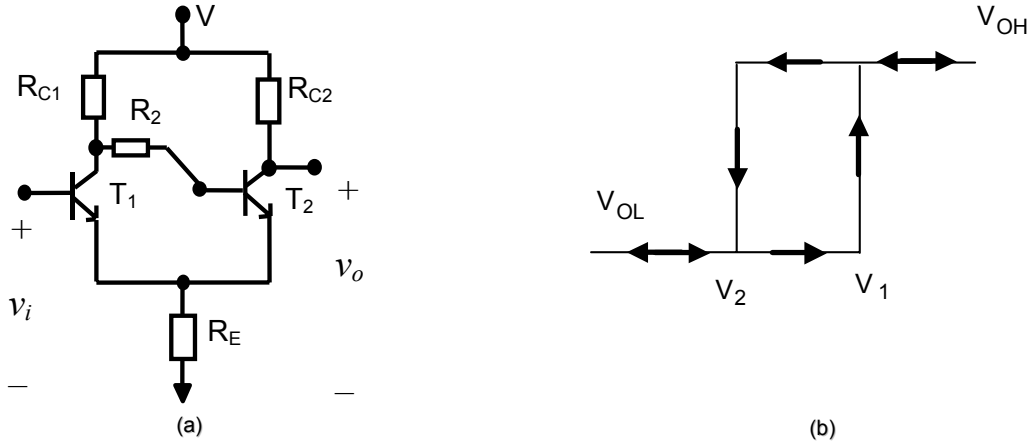 V
V_OH
R_C1
R_2
R_C2
T_1
T_2
+
+
V_OL
v_o
V_2
V_1
v_i
R_E
–
–
(a)
(b)